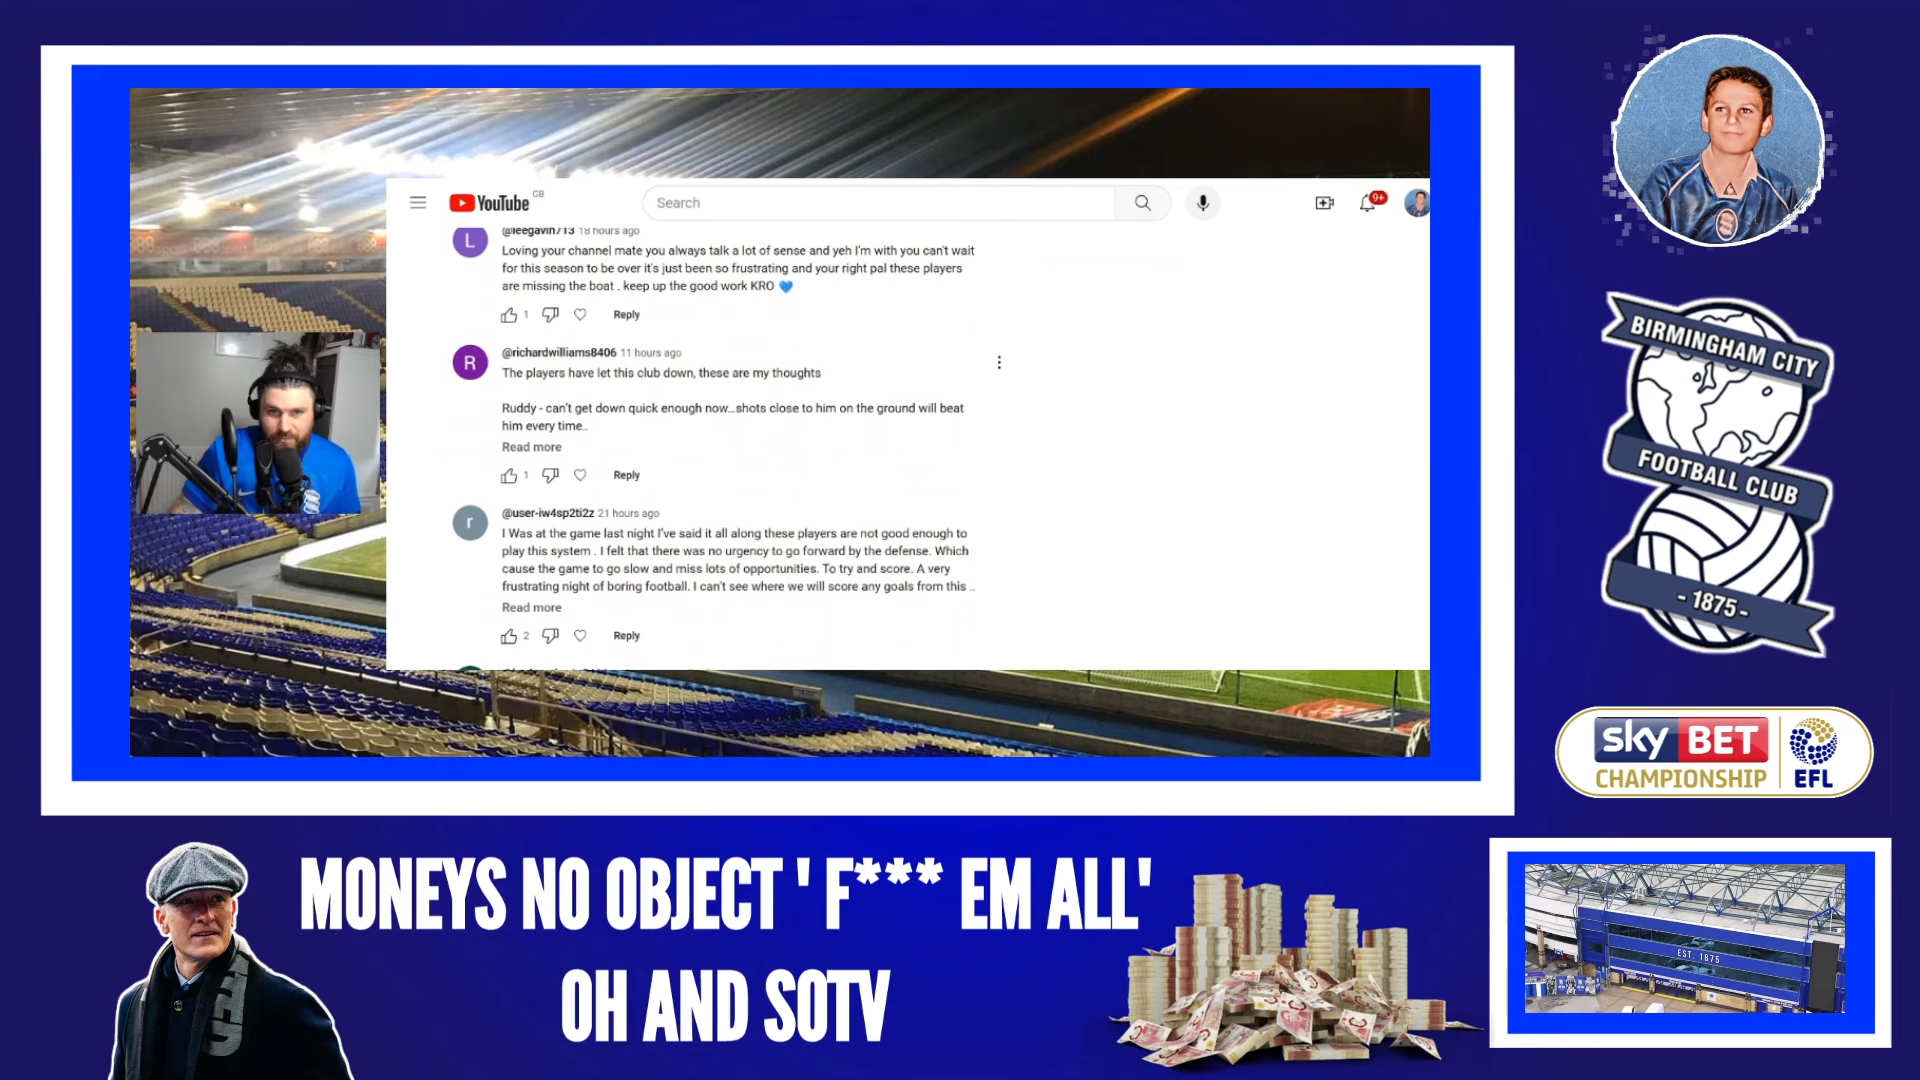 YouTube GB
Search
9+
L
@leegavin713 18 hours ago
Loving your channel mate you always talk a lot of sense and yeh I'm with you can't wait
for this season to be over it's just been so frustrating and your right pal these players
are missing the boat . keep up the good work KRO 💙
1 Reply
R
@richardwilliams8406 11 hours ago
The players have let this club down, these are my thoughts
Ruddy - can't get down quick enough now...shots close to him on the ground will beat
him every time..
Read more
1 Reply
r
@user-iw4sp2ti2z 21 hours ago
I Was at the game last night I've said it all along these players are not good enough to
play this system . I felt that there was no urgency to go forward by the defense. Which
cause the game to go slow and miss lots of opportunities. To try and score. A very
frustrating night of boring football. I can't see where we will score any goals from this ...
Read more
2 Reply
BIRMINGHAM CITY
FOOTBALL CLUB
- 1875 -
sky BET
CHAMPIONSHIP
EFL
MONEYS NO OBJECT ' F*** EM ALL'
OH AND SOTV
EST. 1875